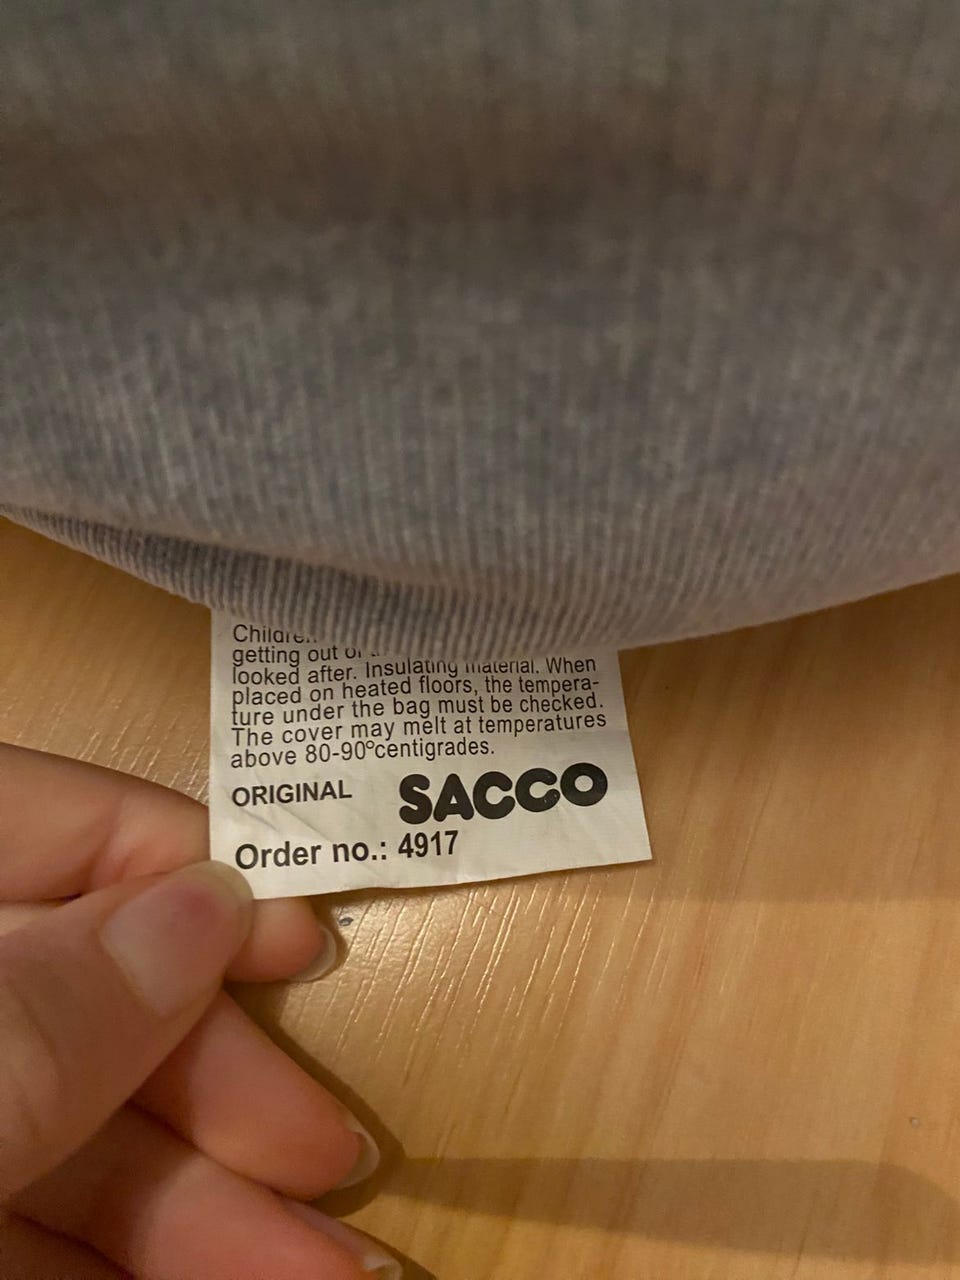 getting out
looked after. Insulating material. When
placed on heated floors, the tempera-
ture under the bag must be checked.
The cover may melt at temperatures
above 80-90°centigrades.
ORIGINAL SACCO
Order no.: 4917